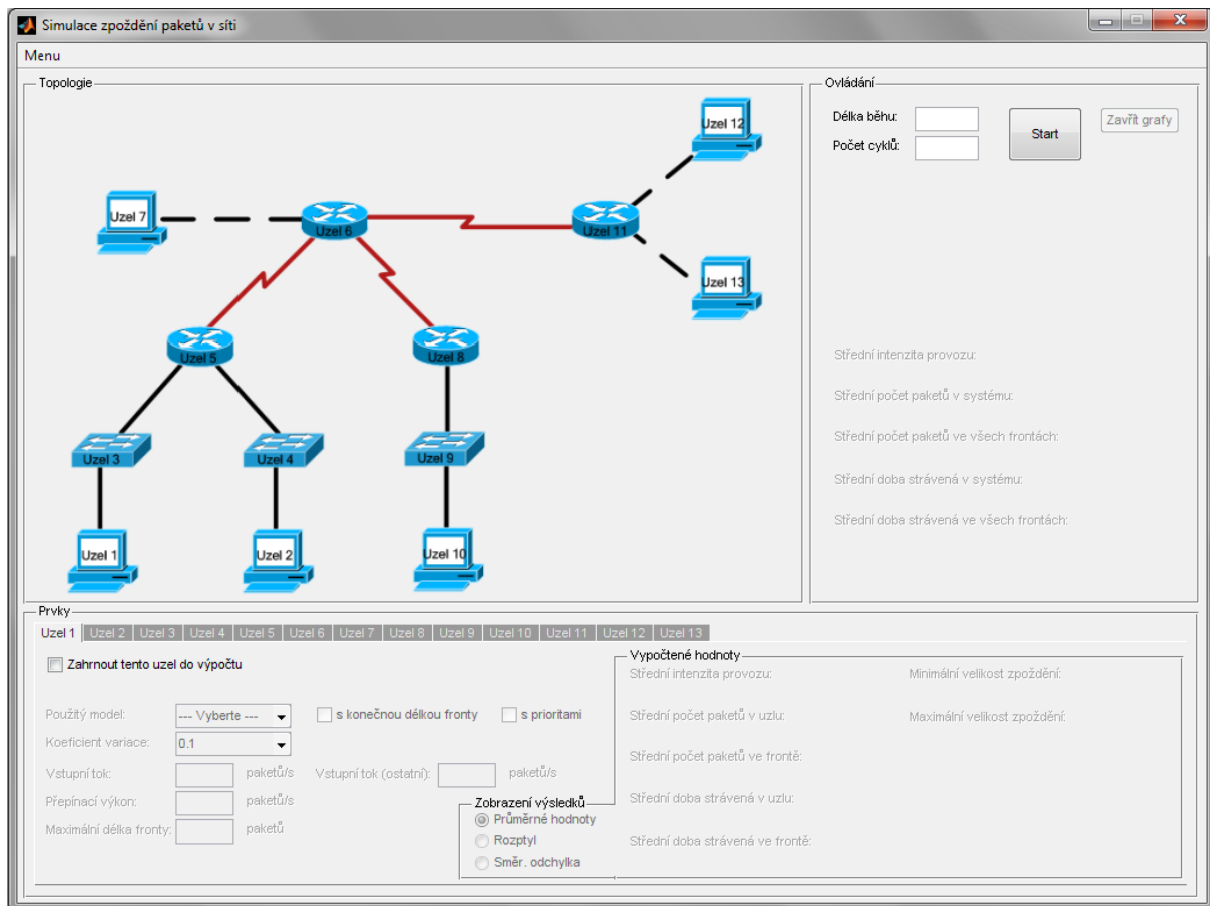 Simulace zpoždění paketů v síti
Menu
Topologie
Uzel 12
Uzel 7
Uzel 6
Uzel 11
Uzel 13
Uzel 5
Uzel 8
Uzel 3
Uzel 4
Uzel 9
Uzel 1
Uzel 2
Uzel 10
Ovládání
Délka běhu:
Počet cyklů:
Start
Zavřít grafy
Střední intenzita provozu:
Střední počet paketů v systému:
Střední počet paketů ve všech frontách:
Střední doba strávená v systému:
Střední doba strávená ve všech frontách:
Prvky
Uzel 1 Uzel 2 Uzel 3 Uzel 4 Uzel 5 Uzel 6 Uzel 7 Uzel 8 Uzel 9 Uzel 10 Uzel 11 Uzel 12 Uzel 13
Zahrnout tento uzel do výpočtu
Použitý model: --- Vyberte --- s konečnou délkou fronty s prioritami
Koeficient variace: 0.1
Vstupní tok: paketů/s Vstupní tok (ostatní): paketů/s
Přepínací výkon: paketů/s
Maximální délka fronty: paketů
Zobrazení výsledků
Průměrné hodnoty
Rozptyl
Směr. odchylka
Vypočtené hodnoty
Střední intenzita provozu: Minimální velikost zpoždění:
Střední počet paketů v uzlu: Maximální velikost zpoždění:
Střední počet paketů ve frontě:
Střední doba strávená v uzlu:
Střední doba strávená ve frontě: